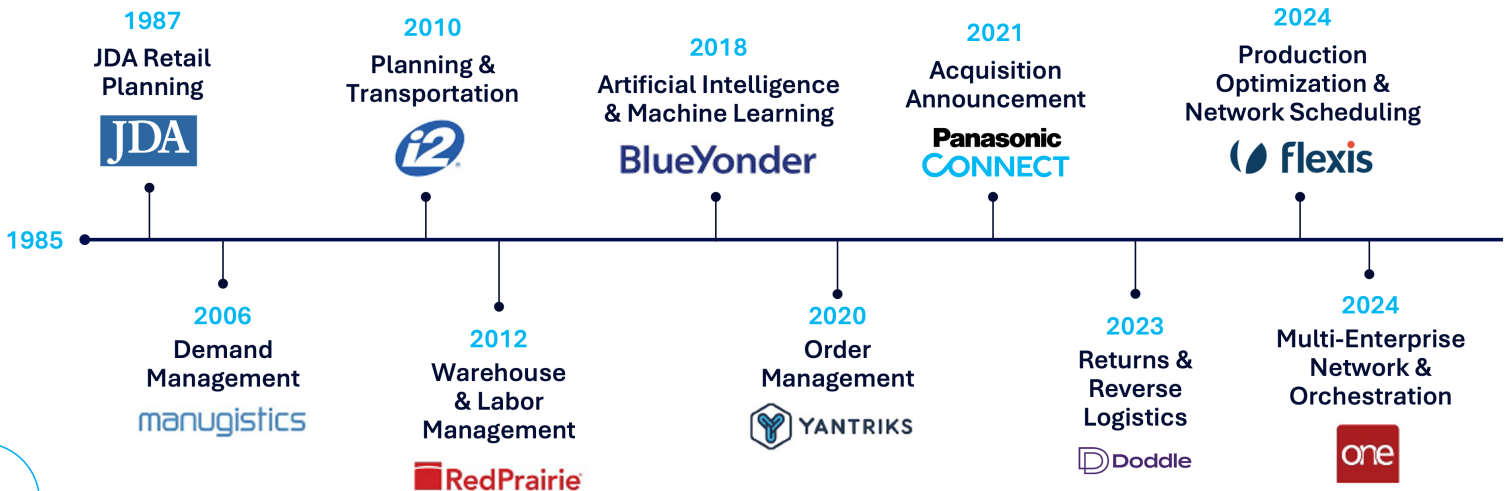 1987
JDA Retail
Planning
JDA
2010
Planning &
Transportation
i2
2018
Artificial Intelligence
& Machine Learning
BlueYonder
2021
Acquisition
Announcement
Panasonic
CONNECT
2024
Production
Optimization &
Network Scheduling
flexis
1985
2006
Demand
Management
manugistics
2012
Warehouse
& Labor
Management
RedPrairie
2020
Order
Management
YANTRIKS
2023
Returns &
Reverse
Logistics
Doddle
2024
Multi-Enterprise
Network &
Orchestration
one